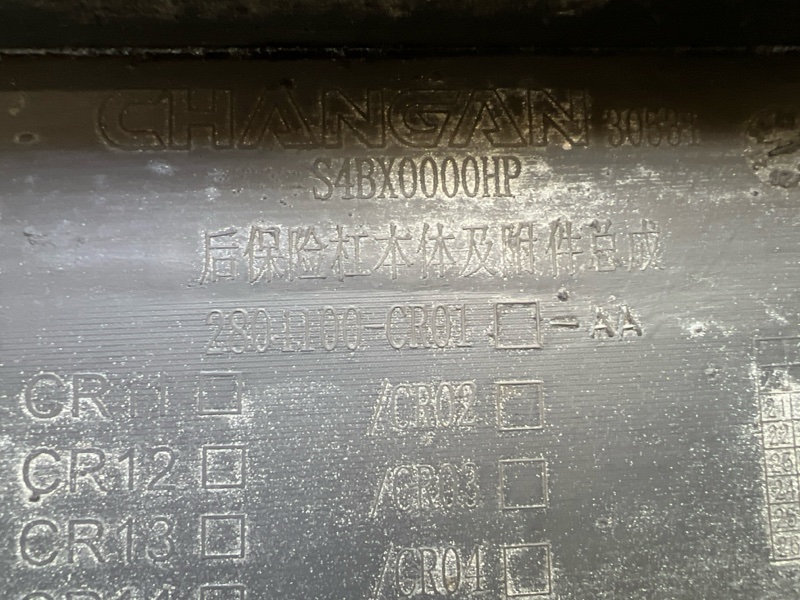 CHANGAN 30534
S4BX0000HP
后保险杠本体及附件总成
2804100-CR01 □-AA
CR11 □ /CR02 □
CR12 □ /CR03 □
CR13 □ /CR04 □